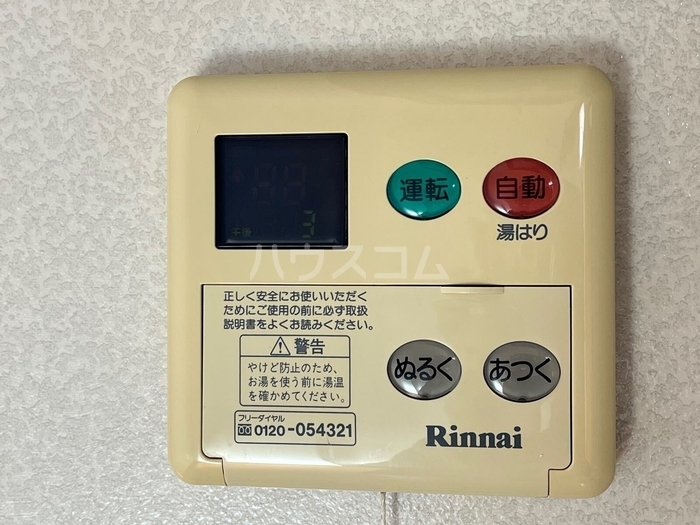 午後 3
運転
自動
湯はり
ハウスコム
正しく安全にお使いいただく
ためにご使用の前に必ず取扱
説明書をよくお読みください。
警告
やけど防止のため、
お湯を使う前に湯温
を確かめてください。
フリーダイヤル
0120-054321
ぬるく
あつく
Rinnai